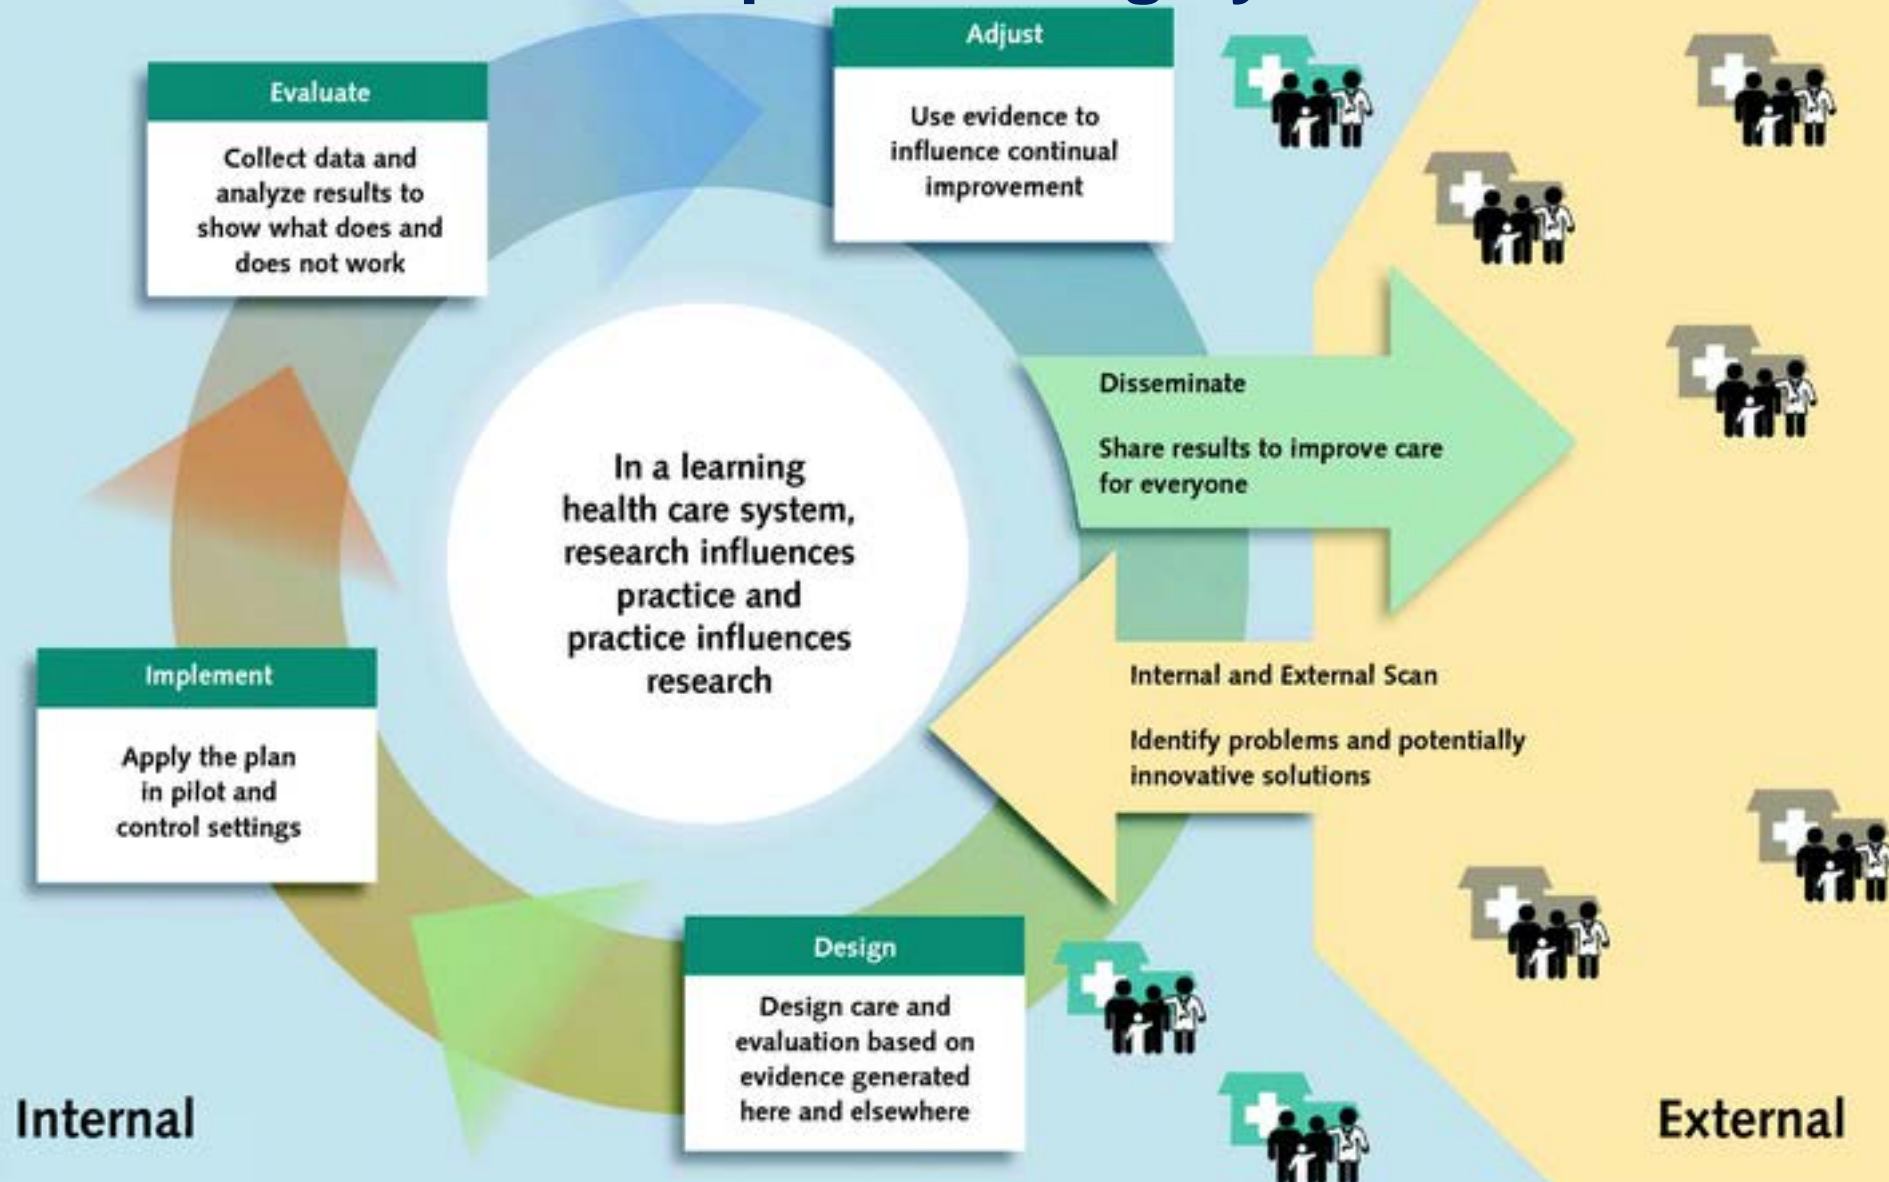 Adjust
Use evidence to
influence continual
improvement
Evaluate
Collect data and
analyze results to
show what does and
does not work
Disseminate
Share results to improve care
for everyone
In a learning
health care system,
research influences
practice and
practice influences
research
Internal and External Scan
Identify problems and potentially
innovative solutions
Implement
Apply the plan
in pilot and
control settings
Design
Design care and
evaluation based on
evidence generated
here and elsewhere
Internal
External